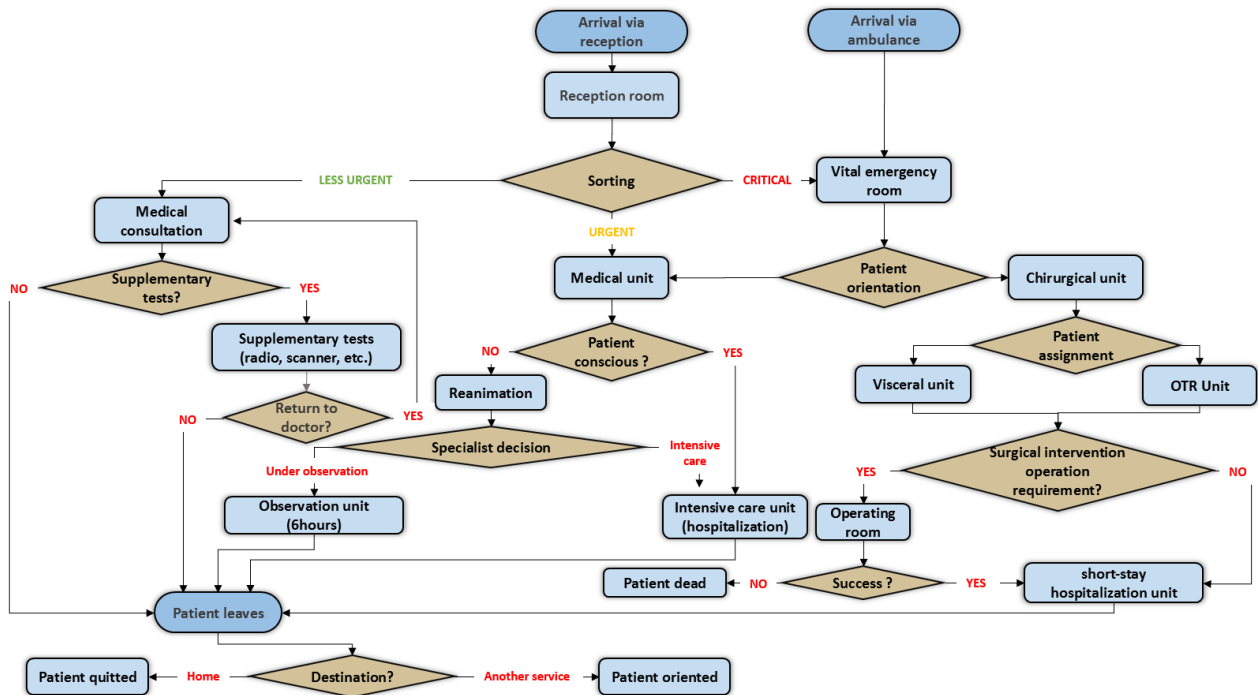 Arrival via
reception
Arrival via
ambulance
Reception room
LESS URGENT
Sorting
CRITICAL
Vital emergency
room
Medical
consultation
URGENT
NO
Supplementary
tests?
YES
Medical unit
Patient
orientation
Chirurgical unit
Supplementary tests
(radio, scanner, etc.)
NO
Patient
conscious ?
YES
Patient
assignment
Reanimation
Visceral unit
OTR Unit
NO
Return to
doctor?
YES
Specialist decision
Under observation
Intensive
care
YES
Surgical intervention
operation
requirement?
NO
Observation unit
(6hours)
Intensive care unit
(hospitalization)
Operating
room
Patient dead
NO
Success ?
YES
short-stay
hospitalization unit
Patient leaves
Patient quitted
Home
Destination?
Another service
Patient oriented